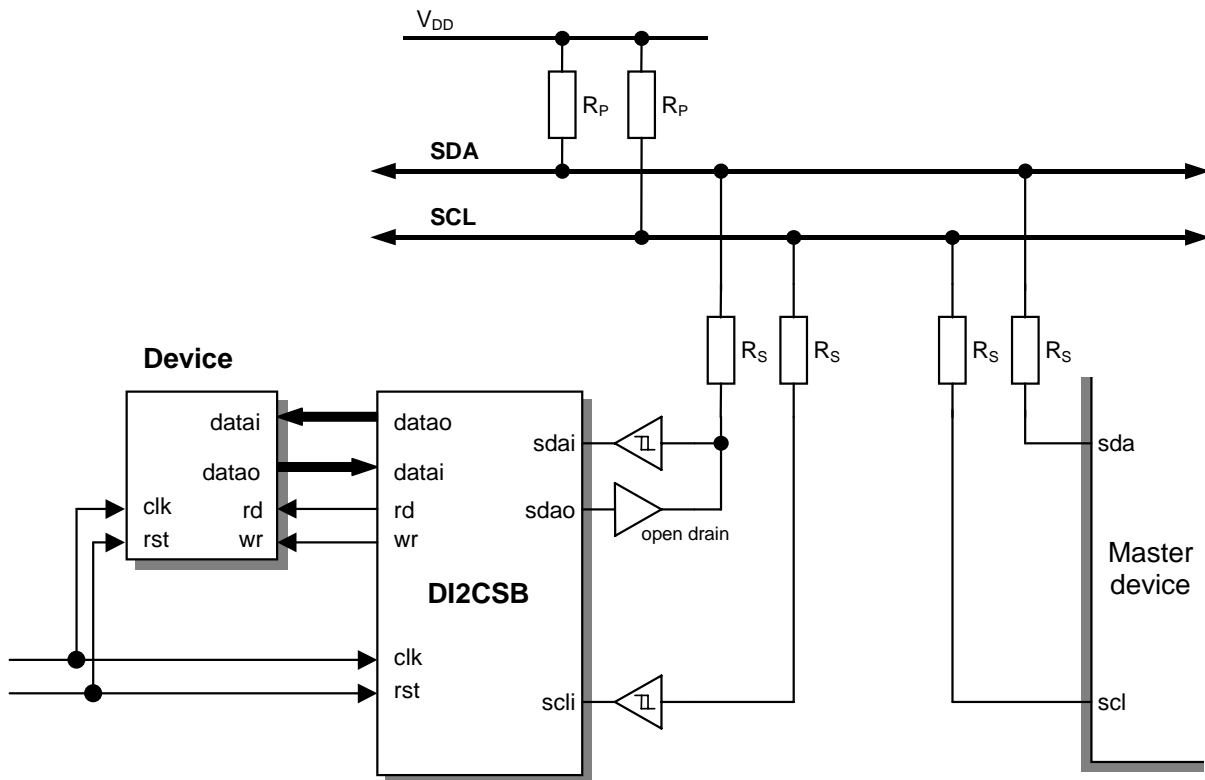 VDD
RP RP
SDA
SCL
RS RS RS RS
Device
datai datao
sdai sda
datao datai
clk rd rd sdao
rst wr wr open drain
DI2CSB
Master
device
clk
rst scli scl